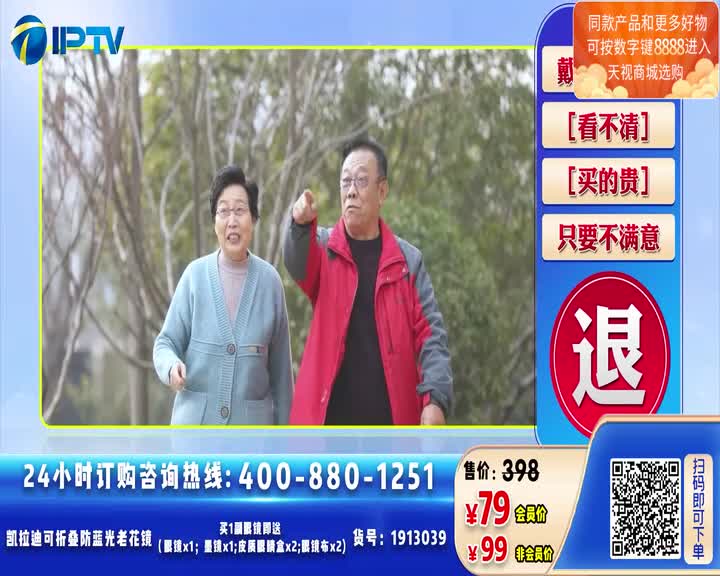 IPTV
同款产品和更多好物
可按数字键8888进入
天视商城选购
戴
[看不清]
[买的贵]
只要不满意
退
24小时订购咨询热线:400-880-1251
凯拉迪可折叠防蓝光老花镜
买1副眼镜即送
(眼镜x1;墨镜x1;皮质眼镜盒x2;眼镜布x2)
货号:1913039
售价:398
¥79会员价
¥99非会员价
扫码即可下单